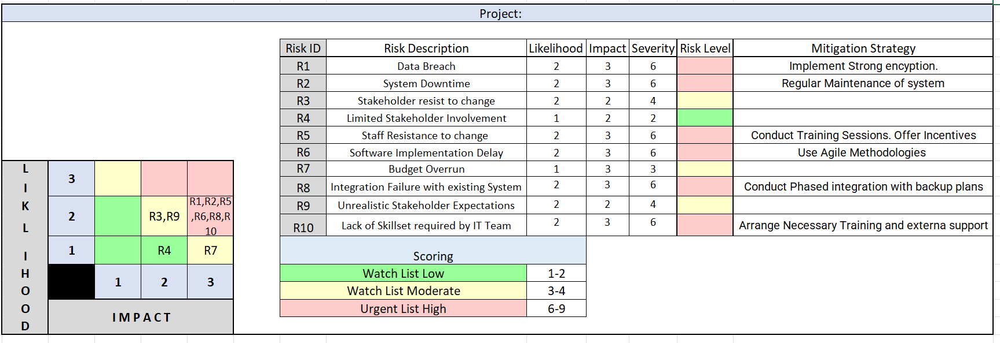 Project:
Risk ID Risk Description Likelihood Impact Severity Risk Level Mitigation Strategy
R1 Data Breach 2 3 6 Implement Strong encyption.
R2 System Downtime 2 3 6 Regular Maintenance of system
R3 Stakeholder resist to change 2 2 4
R4 Limited Stakeholder Involvement 1 2 2
R5 Staff Resistance to change 2 3 6 Conduct Training Sessions. Offer Incentives
R6 Software Implementation Delay 2 3 6 Use Agile Methodologies
R7 Budget Overrun 1 3 3
R8 Integration Failure with existing System 2 3 6 Conduct Phased integration with backup plans
R9 Unrealistic Stakeholder Expectations 2 2 4
R10 Lack of Skillset required by IT Team 2 3 6 Arrange Necessary Training and externa support
Scoring
Watch List Low 1-2
Watch List Moderate 3-4
Urgent List High 6-9
L
I
K
L
I
H
O
O
D
3
2 R3,R9 R1,R2,R5
,R6,R8,R
10
1 R4 R7
1 2 3
IMPACT